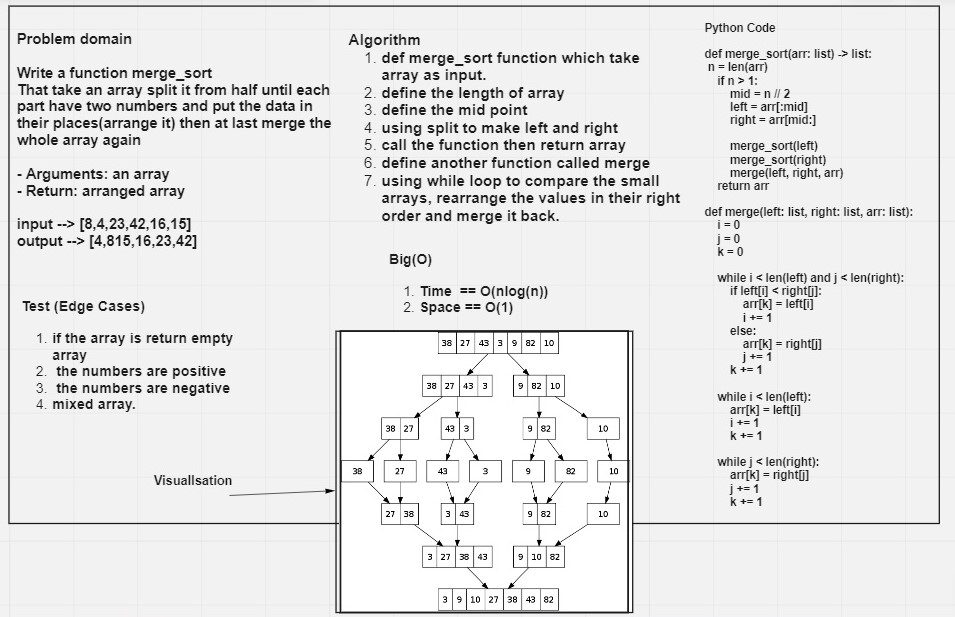 Problem domain
Write a function merge_sort
That take an array split it from half until each
part have two numbers and put the data in
their places(arrange it) then at last merge the
whole array again
- Arguments: an array
- Return: arranged array
input --> [8,4,23,42,16,15]
output --> [4,815,16,23,42]
Test (Edge Cases)
1. if the array is return empty
array
2. the numbers are positive
3. the numbers are negative
4. mixed array.
Visuallsation
Algorithm
1. def merge_sort function which take
array as input.
2. define the length of array
3. define the mid point
4. using split to make left and right
5. call the function then return array
6. define another function called merge
7. using while loop to compare the small
arrays, rearrange the values in their right
order and merge it back.
Big(O)
1. Time == O(nlog(n))
2. Space == O(1)
38 27 43 3 9 82 10
38 27 43 3 9 82 10
38 27 43 3 9 82 10
38 27 43 3 9 82 10
27 38 3 43 9 82 10
3 27 38 43 9 10 82
3 9 10 27 38 43 82
Python Code
def merge_sort(arr: list) -> list:
n = len(arr)
if n > 1:
mid = n // 2
left = arr[:mid]
right = arr[mid:]
merge_sort(left)
merge_sort(right)
merge(left, right, arr)
return arr
def merge(left: list, right: list, arr: list):
i = 0
j = 0
k = 0
while i < len(left) and j < len(right):
if left[i] < right[j]:
arr[k] = left[i]
i += 1
else:
arr[k] = right[j]
j += 1
k += 1
while i < len(left):
arr[k] = left[i]
i += 1
k += 1
while j < len(right):
arr[k] = right[j]
j += 1
k += 1